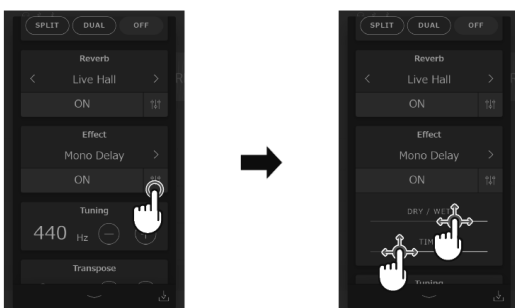 SPLIT DUAL OFF
Reverb
< Live Hall >
ON
Effect
Mono Delay >
ON
Tuning
440 Hz
Transpose
SPLIT DUAL OFF
Reverb
< Live Hall >
ON
Effect
Mono Delay >
ON
DRY / WET
Tuning